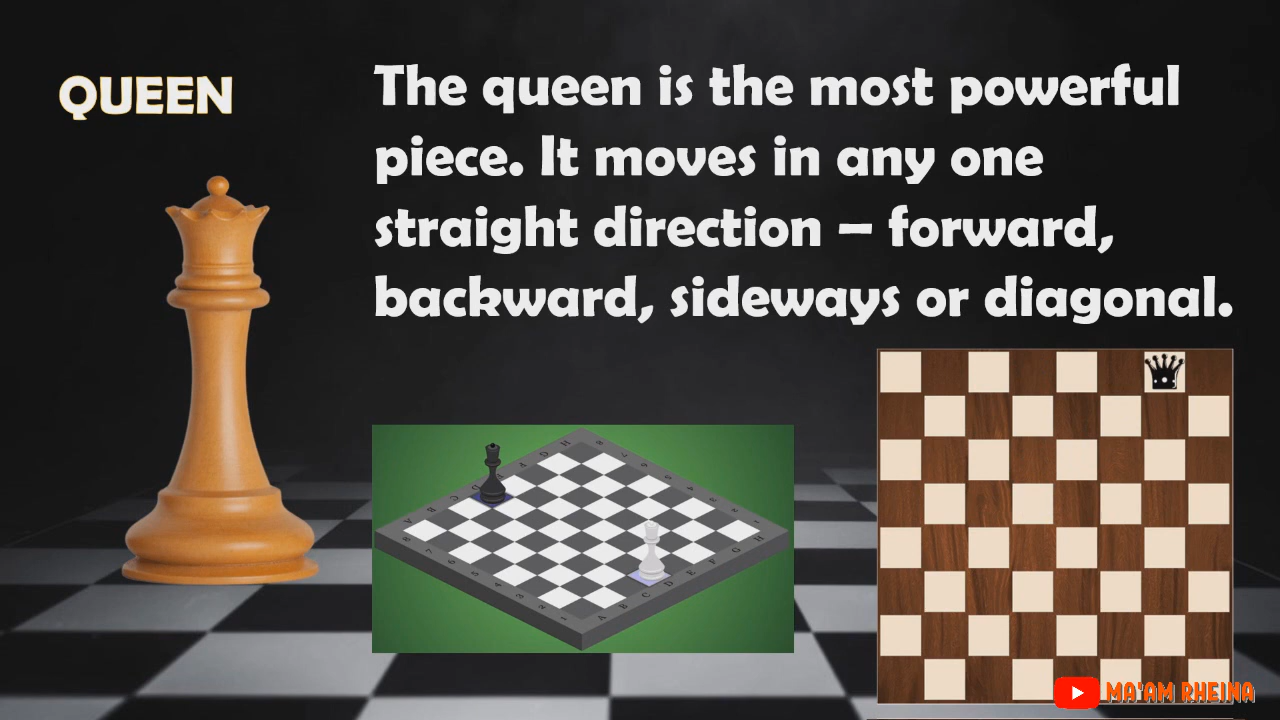 QUEEN
The queen is the most powerful
piece. It moves in any one
straight direction – forward,
backward, sideways or diagonal.
MA'AM RHEINA